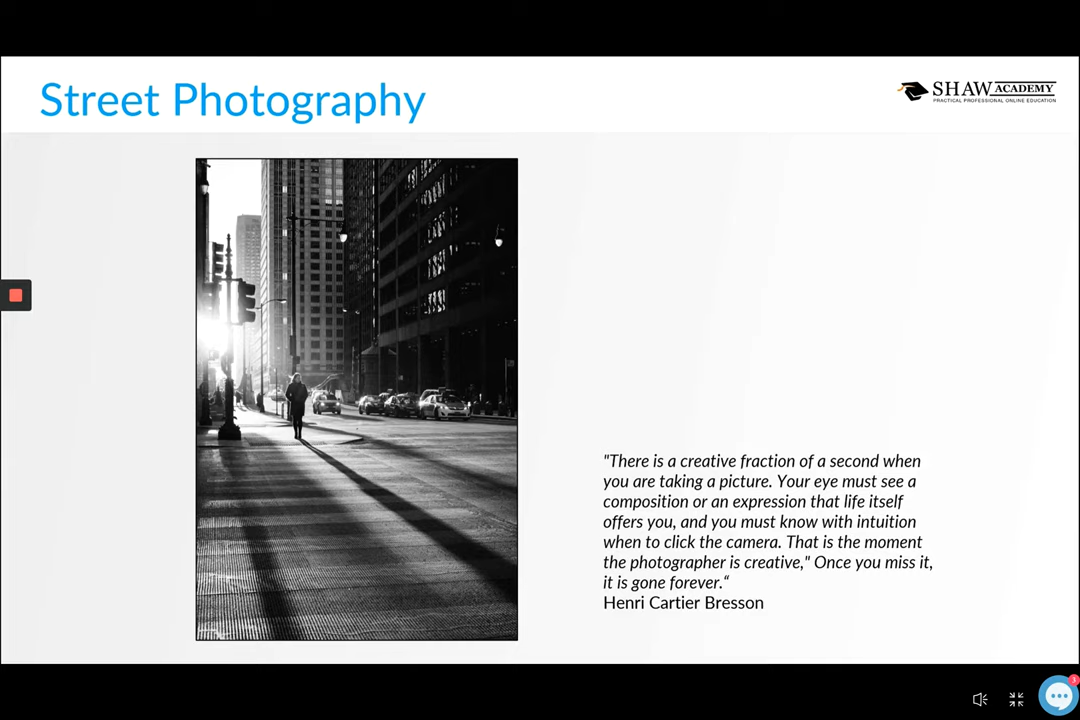 Street Photography
SHAW ACADEMY
PRACTICAL PROFESSIONAL ONLINE EDUCATION
"There is a creative fraction of a second when
you are taking a picture. Your eye must see a
composition or an expression that life itself
offers you, and you must know with intuition
when to click the camera. That is the moment
the photographer is creative," Once you miss it,
it is gone forever.“
Henri Cartier Bresson
3